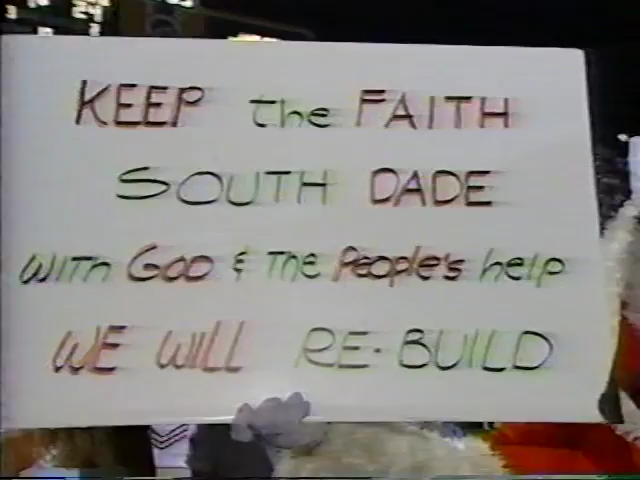 KEEP the FAITH
SOUTH DADE
WITH GOD & THE PEOPLE'S help
WE WILL RE-BUILD